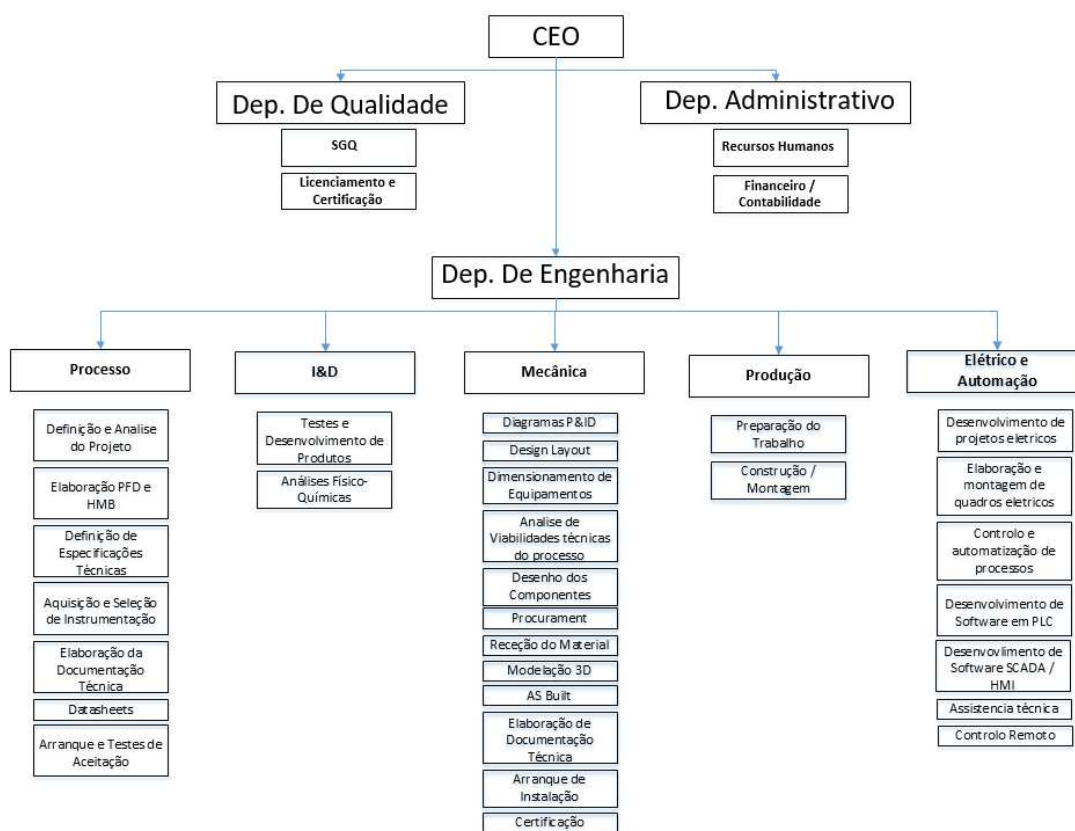 CEO
Dep. De Qualidade
Dep. Administrativo
SGQ
Licenciamento e
Certificação
Recursos Humanos
Financeiro /
Contabilidade
Dep. De Engenharia
Processo
Definição e Analise
do Projeto
Elaboração PFD e
HMB
Definição de
Especificações
Técnicas
Aquisição e Seleção
de Instrumentação
Elaboração da
Documentação
Técnica
Datasheets
Arranque e Testes de
Aceitação
I&D
Testes e
Desenvolvimento de
Produtos
Análises Físico-
Químicas
Mecânica
Diagramas P&ID
Design Layout
Dimensionamento de
Equipamentos
Analise de
Viabilidades técnicas
do processo
Desenho dos
Componentes
Procurament
Receção do Material
Modelação 3D
AS Built
Elaboração de
Documentação
Técnica
Arranque de
Instalação
Certificação
Produção
Preparação do
Trabalho
Construção /
Montagem
Elétrico e
Automação
Desenvolvimento de
projetos eletricos
Elaboração e
montagem de
quadros eletricos
Controlo e
automatização de
processos
Desenvolvimento de
Software em PLC
Desenvovlimento de
Software SCADA /
HMI
Assistencia técnica
Controlo Remoto